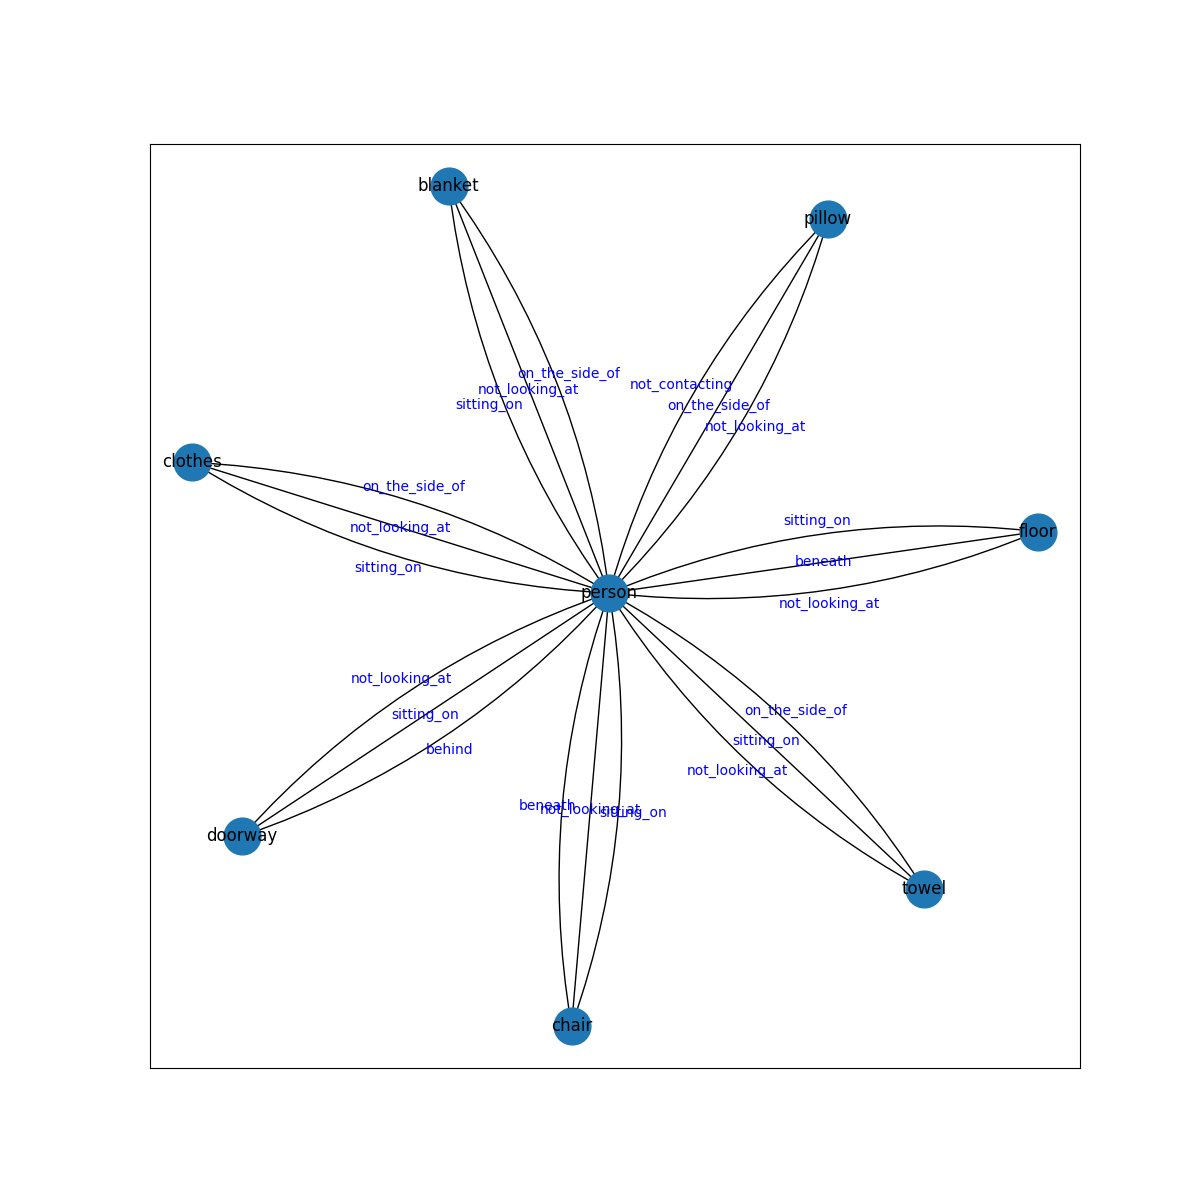 blanket
pillow
on_the_side_of
not_looking_at
sitting_on
not_contacting
on_the_side_of
not_looking_at
clothes
on_the_side_of
not_looking_at
sitting_on
sitting_on
floor
beneath
not_looking_at
person
not_looking_at
sitting_on
behind
on_the_side_of
sitting_on
not_looking_at
beneath
not_looking_at
sitting_on
doorway
towel
chair